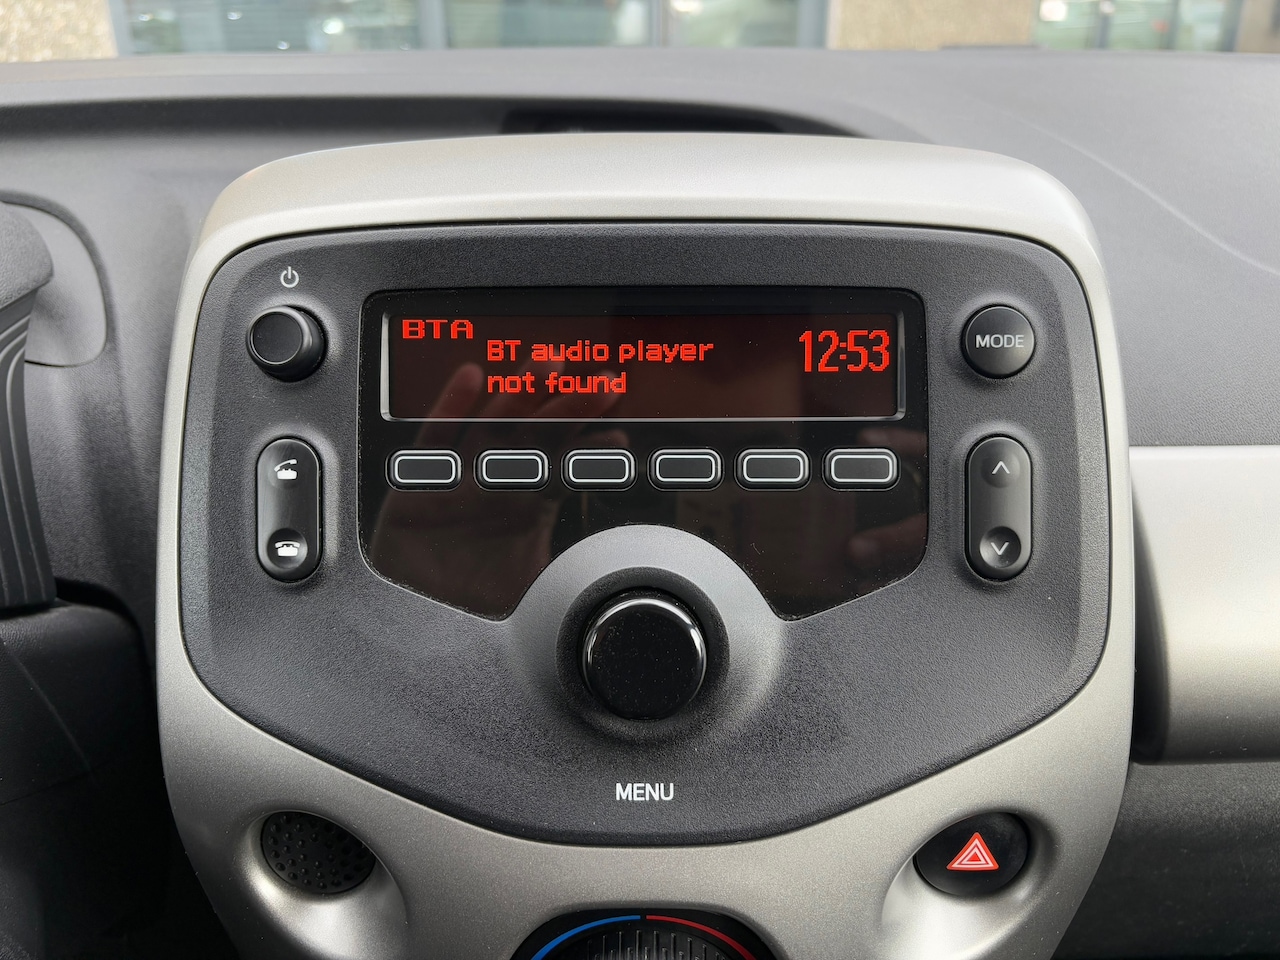 BTA
BT audio player
not found
12:53
MODE
MENU